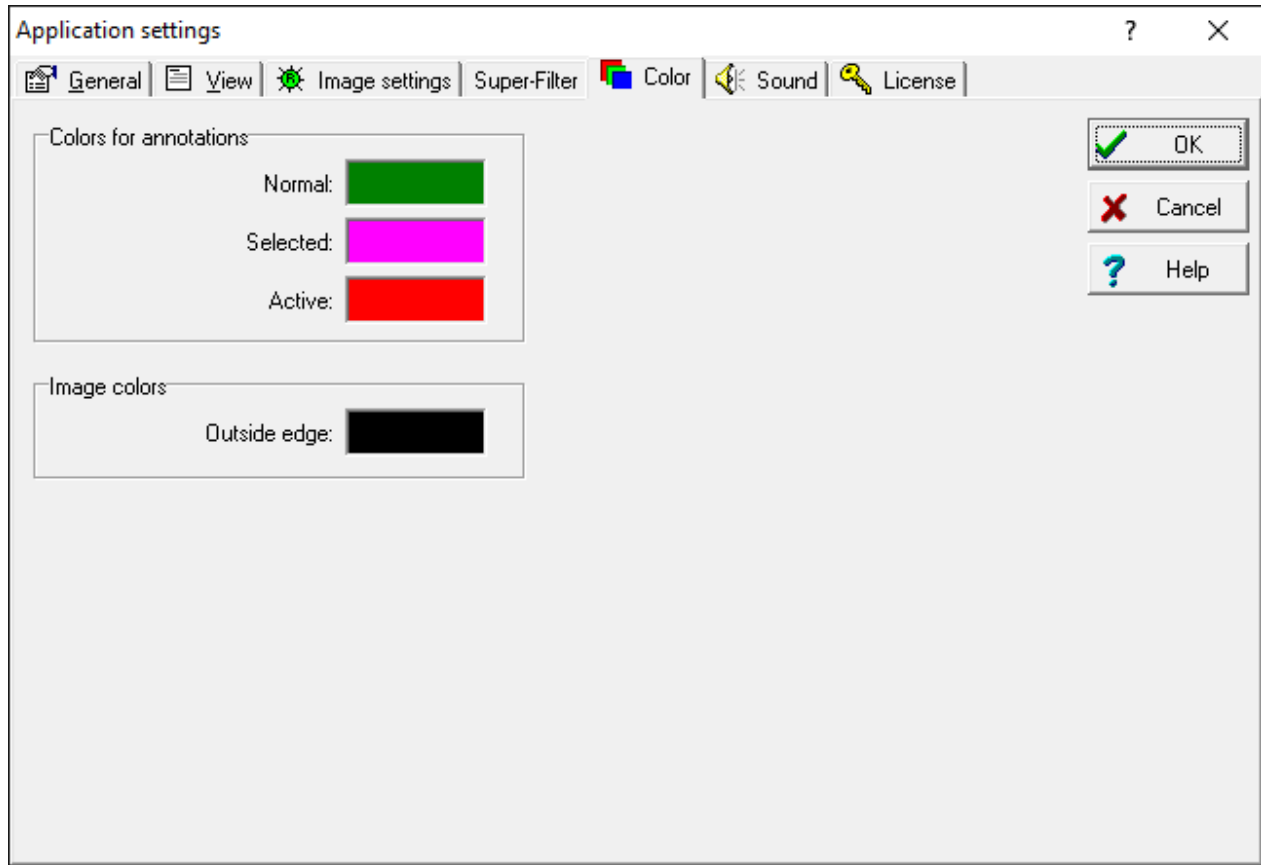 Application settings
?
General View Image settings Super-Filter Color Sound License
Colors for annotations
Normal:
Selected:
Active:
Image colors
Outside edge:
OK
Cancel
? Help